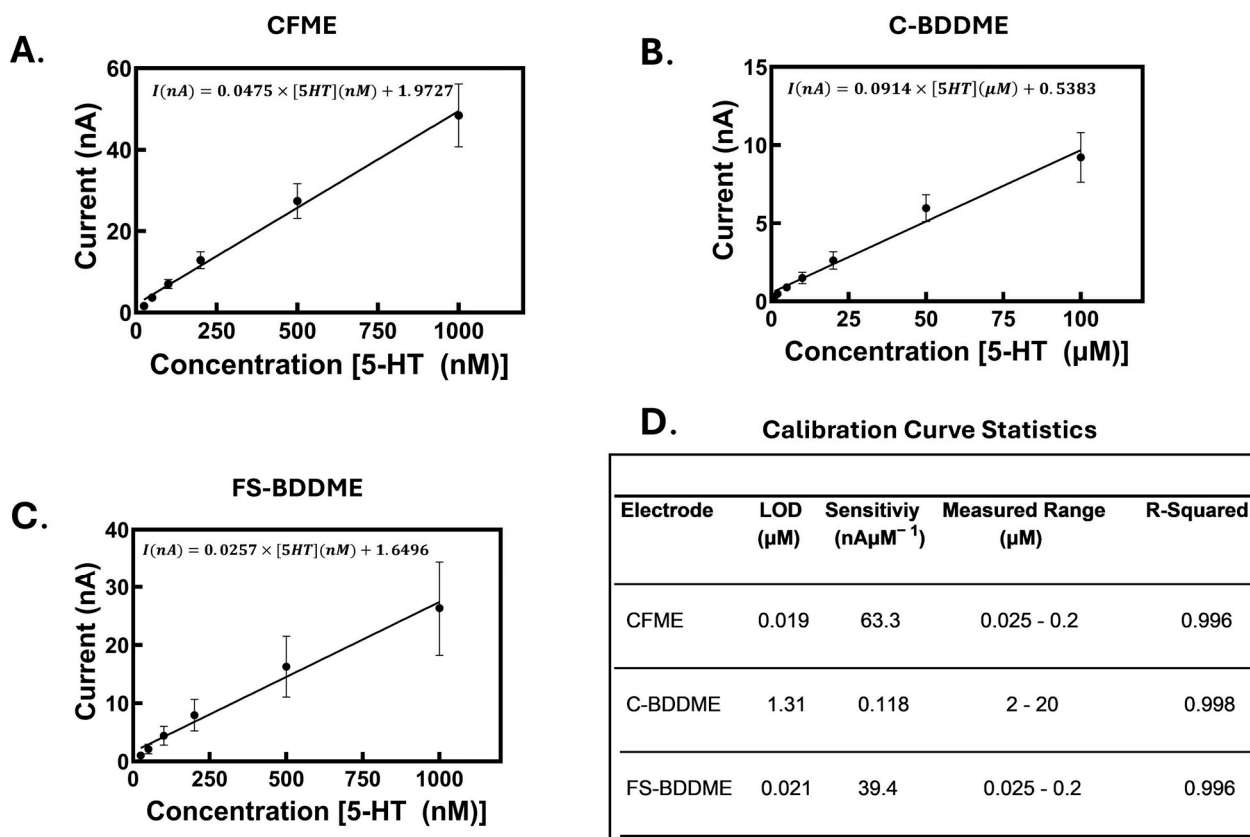 A.
CFME
I(nA) = 0.0475 × [5HT](nM) + 1.9727
Current (nA)
60
40
20
0
0 250 500 750 1000
Concentration [5-HT (nM)]
B.
C-BDDME
I(nA) = 0.0914 × [5HT](μM) + 0.5383
Current (nA)
15
10
5
0
0 25 50 75 100
Concentration [5-HT (μM)]
C.
FS-BDDME
I(nA) = 0.0257 × [5HT](nM) + 1.6496
Current (nA)
40
30
20
10
0
0 250 500 750 1000
Concentration [5-HT (nM)]
D.
Calibration Curve Statistics
Electrode LOD Sensitiviy Measured Range R-Squared
(μM) (nAμM⁻¹) (μM)
CFME 0.019 63.3 0.025 - 0.2 0.996
C-BDDME 1.31 0.118 2 - 20 0.998
FS-BDDME 0.021 39.4 0.025 - 0.2 0.996